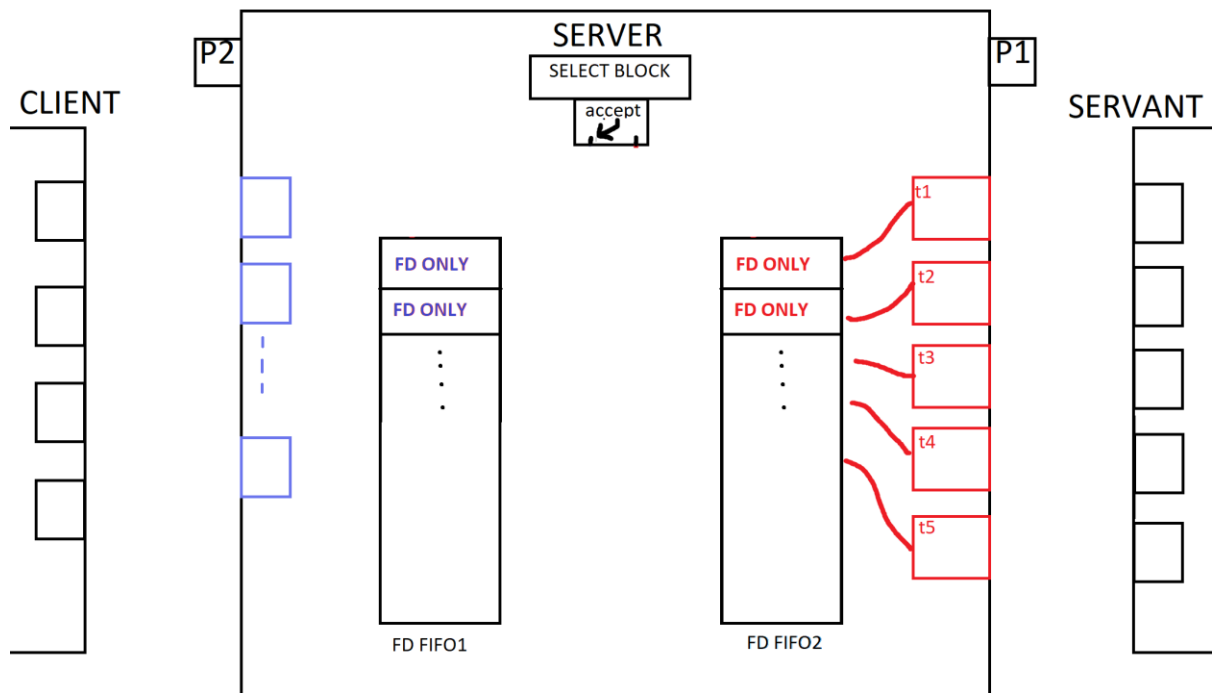 SERVER
P2
P1
SELECT BLOCK
CLIENT
SERVANT
accept
t1
FD ONLY
FD ONLY
t2
FD ONLY
FD ONLY
t3
t4
t5
FD FIFO1
FD FIFO2